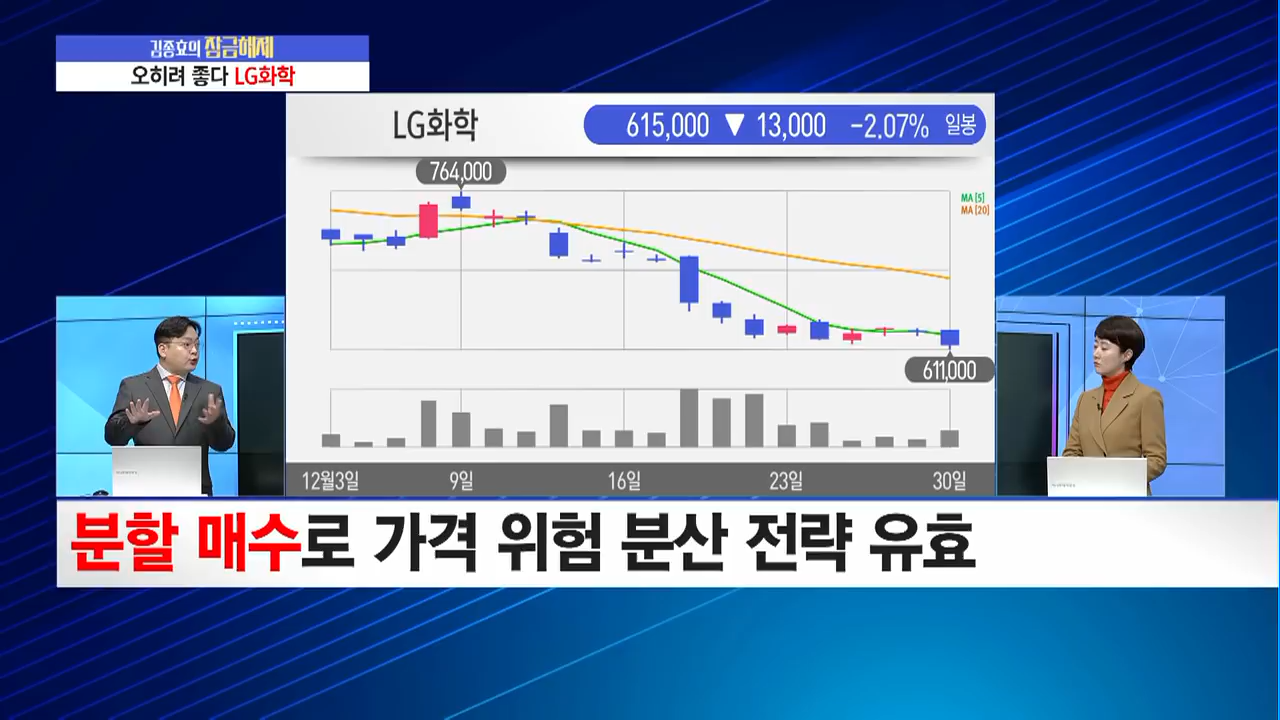 김종효의 잠금해제
오히려 좋다 LG화학
LG화학
615,000 ▼ 13,000 -2.07% 일봉
764,000
MA [5]
MA [20]
611,000
12월3일 9일 16일 23일 30일
분할 매수로 가격 위험 분산 전략 유효